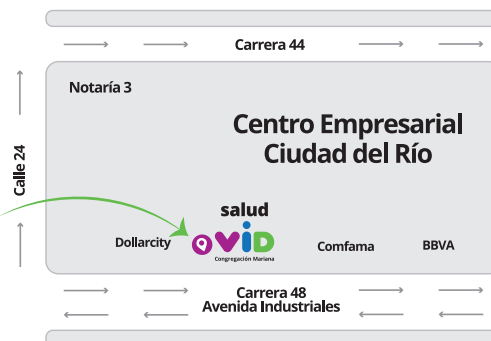 Carrera 44
Notaría 3
Centro Empresarial
Ciudad del Río
Calle 24
salud
Dollarcity
VID
Comfama
BBVA
Congregación Mariana
Carrera 48
Avenida Industriales